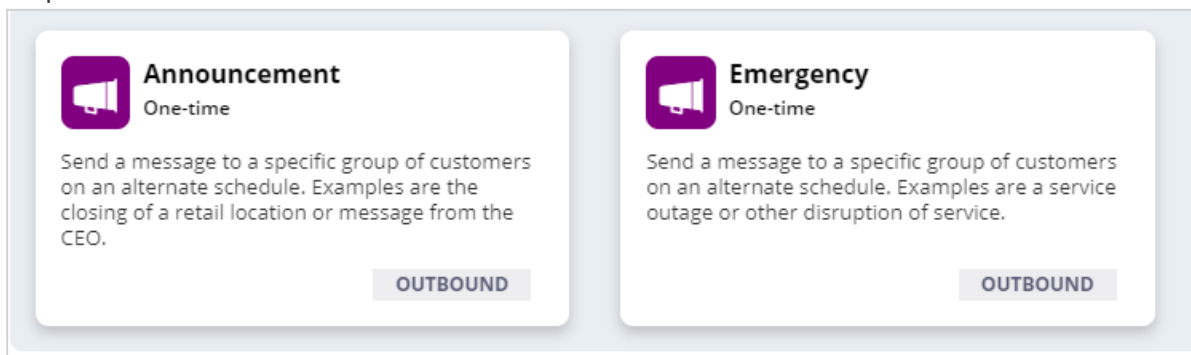 Announcement
One-time
Send a message to a specific group of customers
on an alternate schedule. Examples are the
closing of a retail location or message from the
CEO.
OUTBOUND
Emergency
One-time
Send a message to a specific group of customers
on an alternate schedule. Examples are a service
outage or other disruption of service.
OUTBOUND